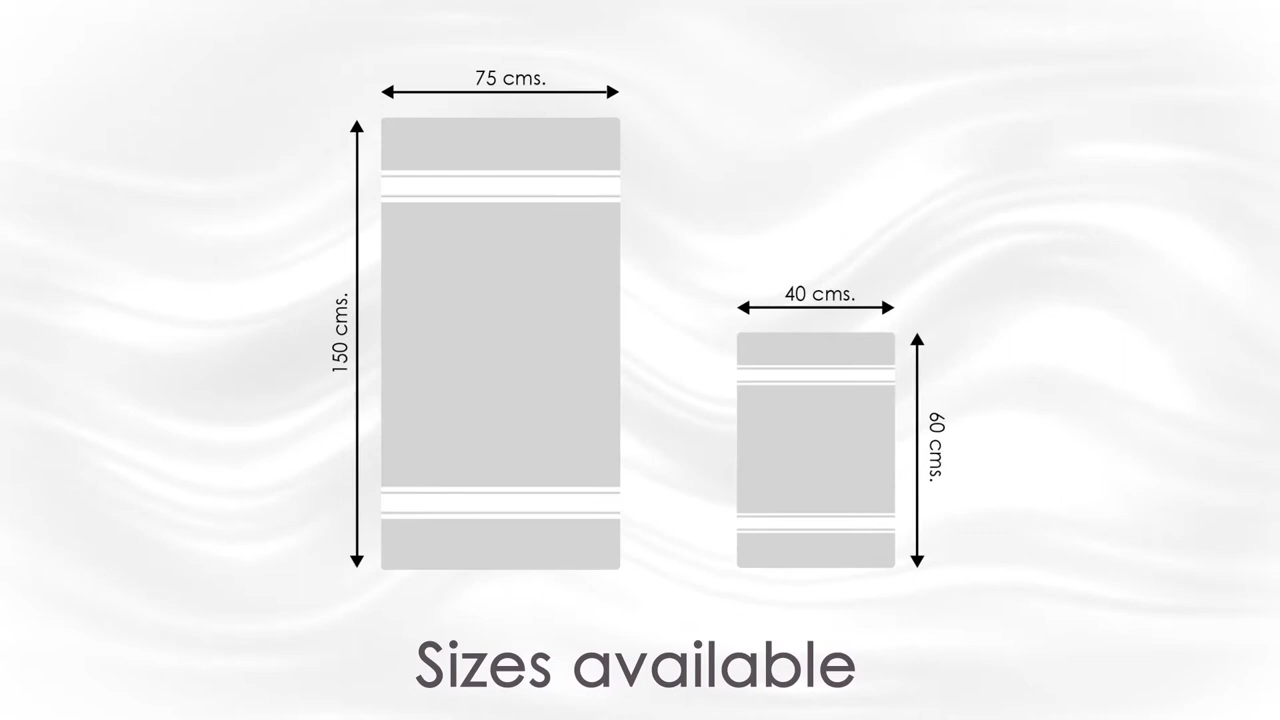 75 cms.
150 cms.
40 cms.
60 cms.
Sizes available